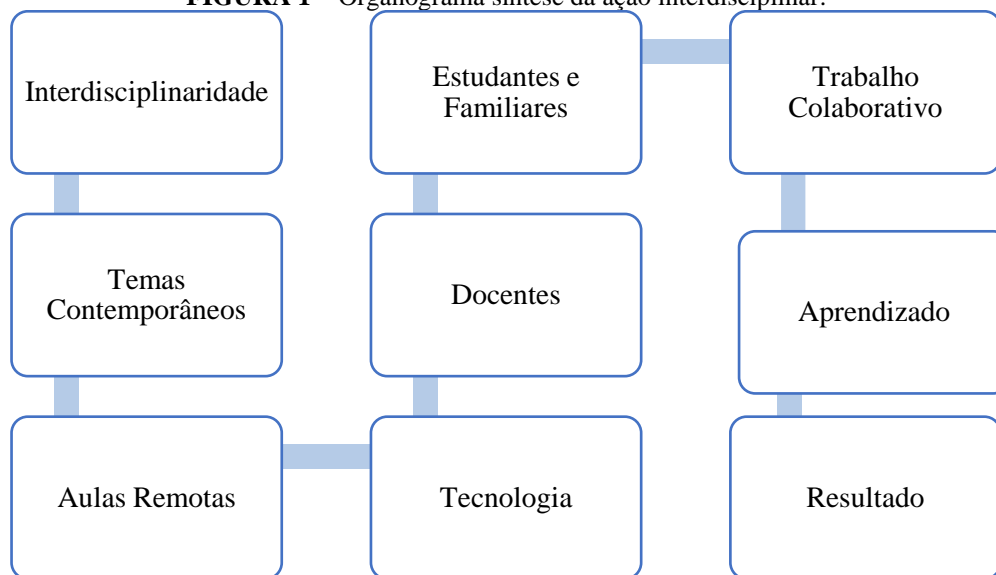 FIGURA 1 – Organograma síntese da ação interdisciplinar.
Interdisciplinaridade
Estudantes e
Familiares
Trabalho
Colaborativo
Temas
Contemporâneos
Docentes
Aprendizado
Aulas Remotas
Tecnologia
Resultado